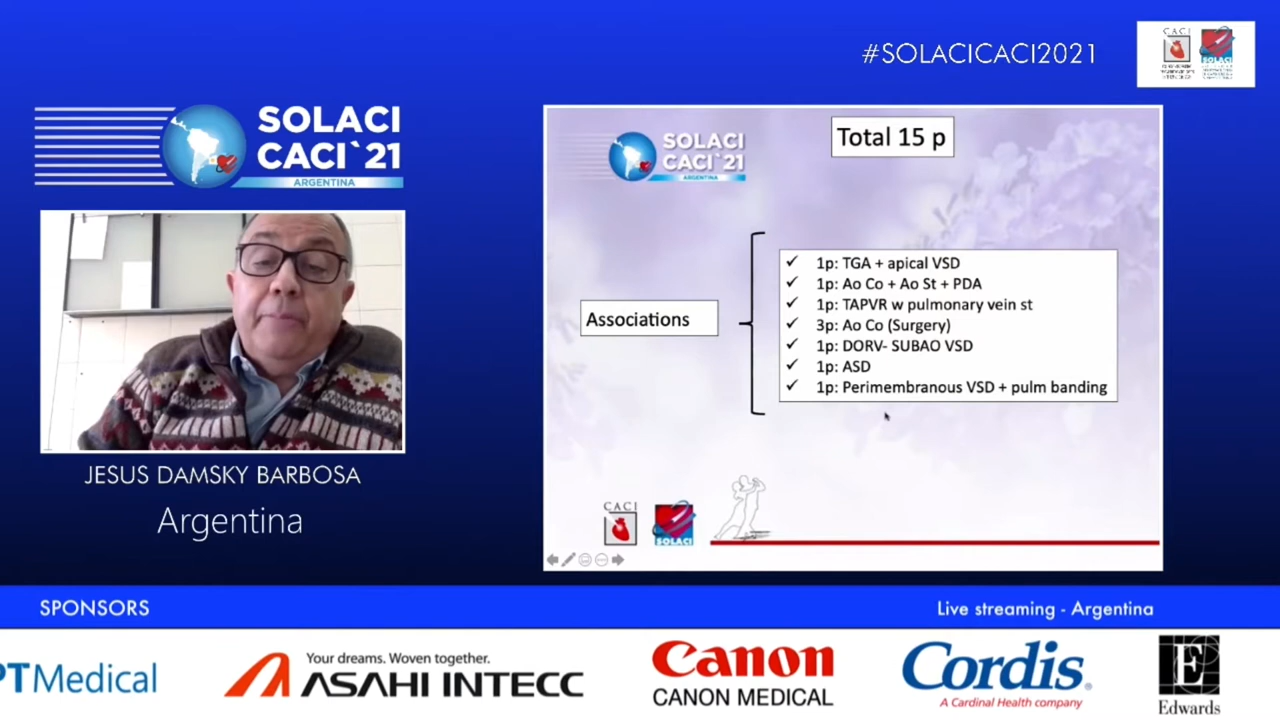 #SOLACICACI2021
CACI
SOLACI
SOLACI
CACI`21
ARGENTINA
JESUS DAMSKY BARBOSA
Argentina
SOLACI
CACI`21
ARGENTINA
Total 15 p
Associations
✓ 1p: TGA + apical VSD
✓ 1p: Ao Co + Ao St + PDA
✓ 1p: TAPVR w pulmonary vein st
✓ 3p: Ao Co (Surgery)
✓ 1p: DORV- SUBAO VSD
✓ 1p: ASD
✓ 1p: Perimembranous VSD + pulm banding
CACI
SOLACI
SPONSORS
Live streaming - Argentina
PTMedical
Your dreams. Woven together.
ASAHI INTECC
Canon
CANON MEDICAL
Cordis
A Cardinal Health company
Edwards